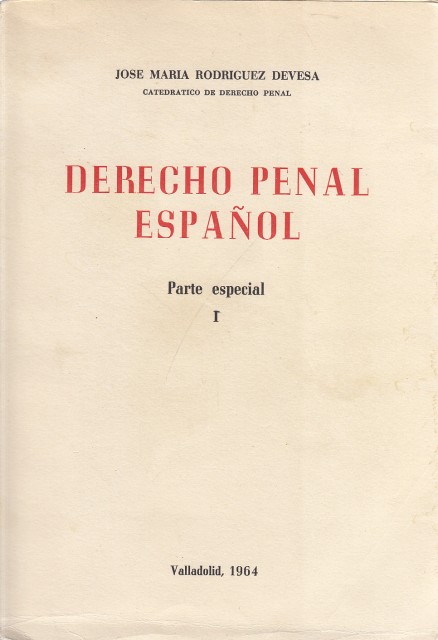 JOSE MARIA RODRIGUEZ DEVESA
CATEDRATICO DE DERECHO PENAL
DERECHO PENAL
ESPAÑOL
Parte especial
I
Valladolid, 1964